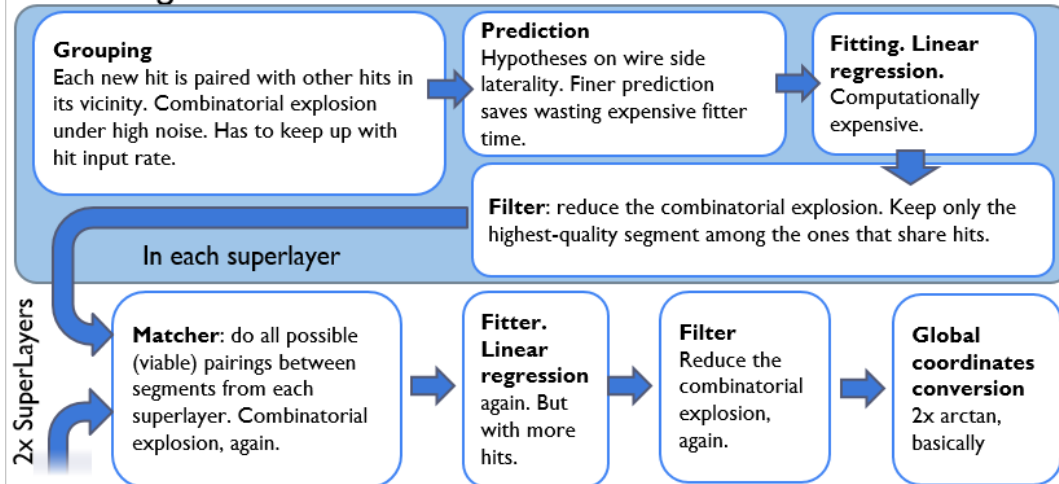 Grouping
Each new hit is paired with other hits in
its vicinity. Combinatorial explosion
under high noise. Has to keep up with
hit input rate.
Prediction
Hypotheses on wire side
laterality. Finer prediction
saves wasting expensive fitter
time.
Fitting. Linear
regression.
Computationally
expensive.
Filter: reduce the combinatorial explosion. Keep only the
highest-quality segment among the ones that share hits.
In each superlayer
2x SuperLayers
Matcher: do all possible
(viable) pairings between
segments from each
superlayer. Combinatorial
explosion, again.
Fitter.
Linear
regression
again. But
with more
hits.
Filter
Reduce the
combinatorial
explosion,
again.
Global
coordinates
conversion
2x arctan,
basically